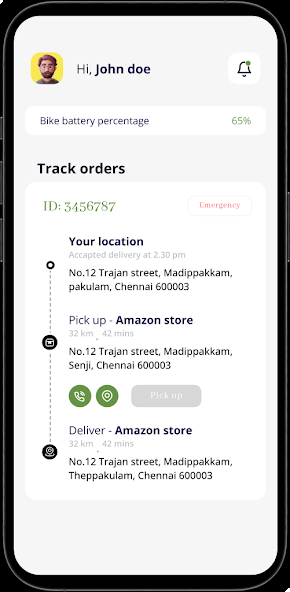 Hi, John doe
Bike battery percentage 65%
Track orders
ID: 3456787 Emergency
Your location
Accapted delivery at 2.30 pm
No.12 Trajan street, Madippakkam,
pakulam, Chennai 600003
Pick up - Amazon store
32 km 42 mins
No.12 Trajan street, Madippakkam,
Senji, Chennai 600003
Pick up
Deliver - Amazon store
32 km 42 mins
No.12 Trajan street, Madippakkam,
Theppakulam, Chennai 600003